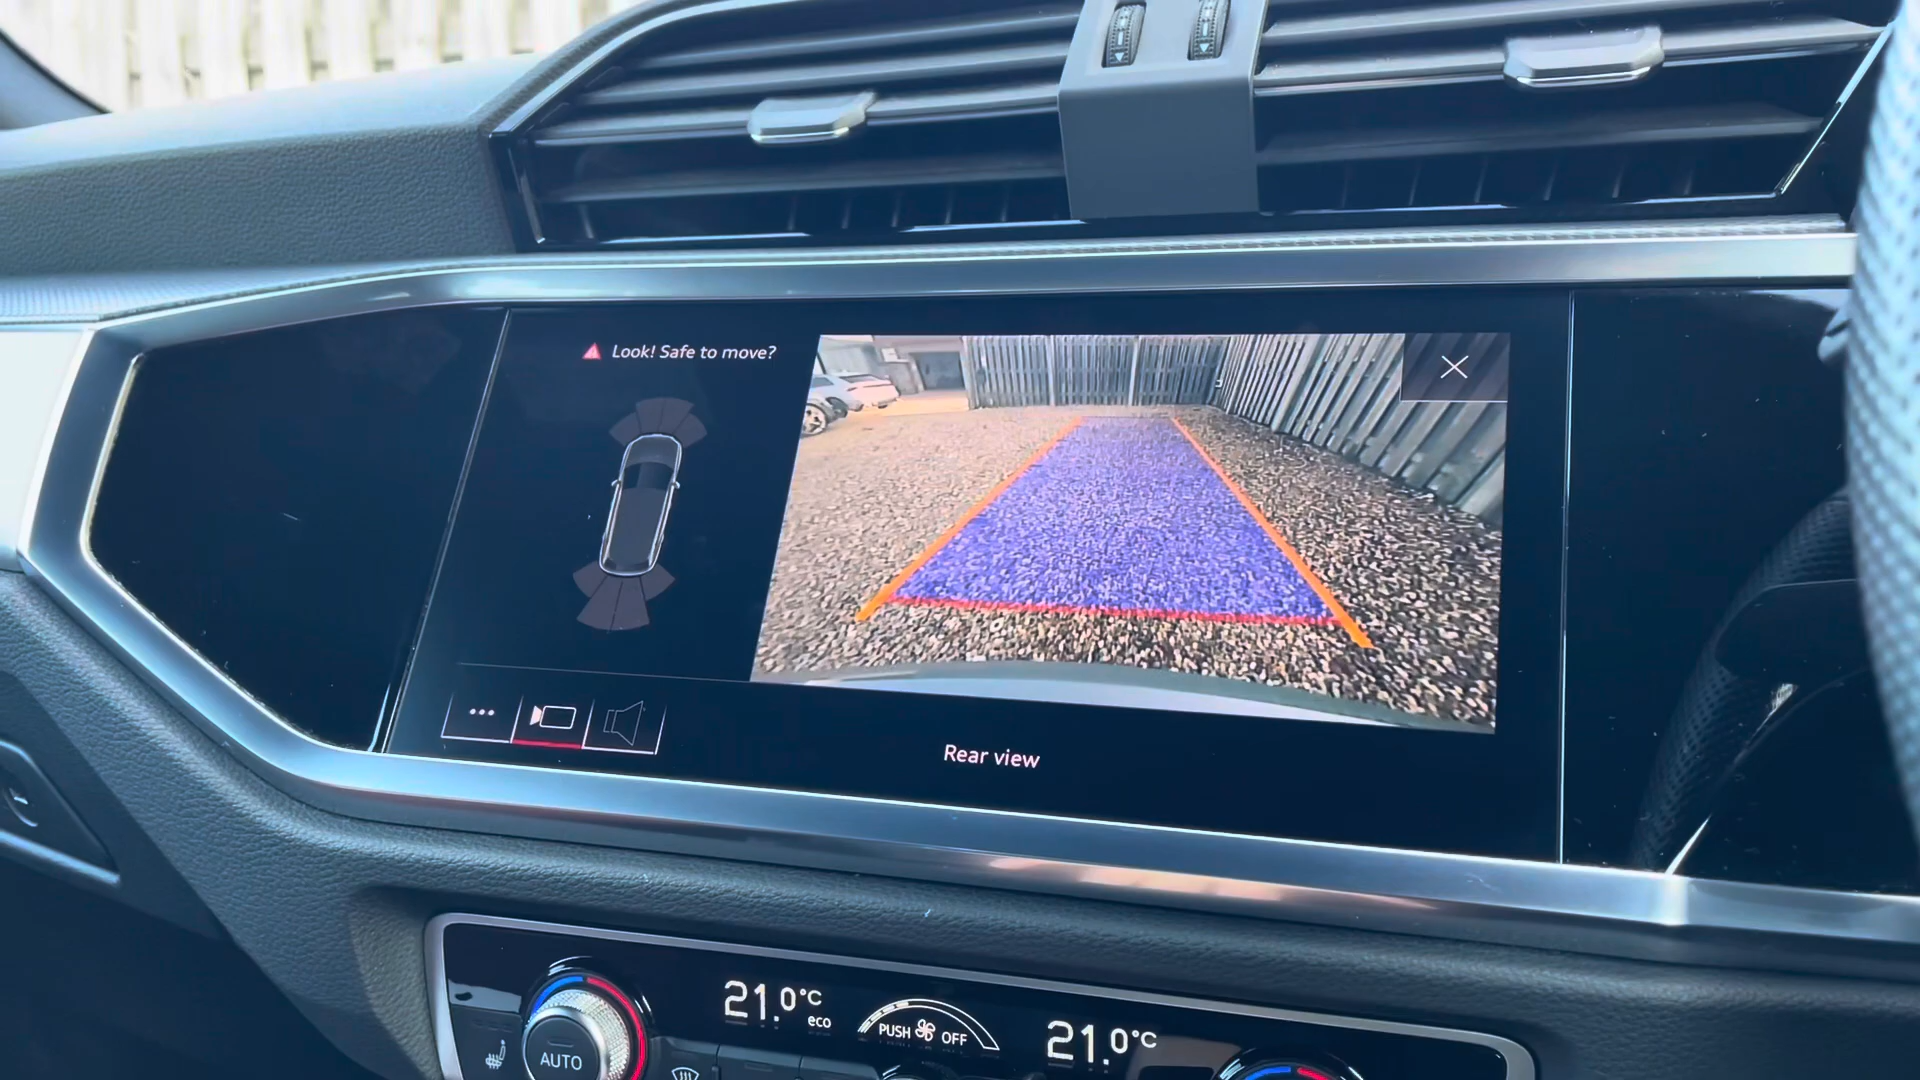 Look! Safe to move?
Rear view
21.0°C
eco
PUSH OFF
21.0°C
AUTO